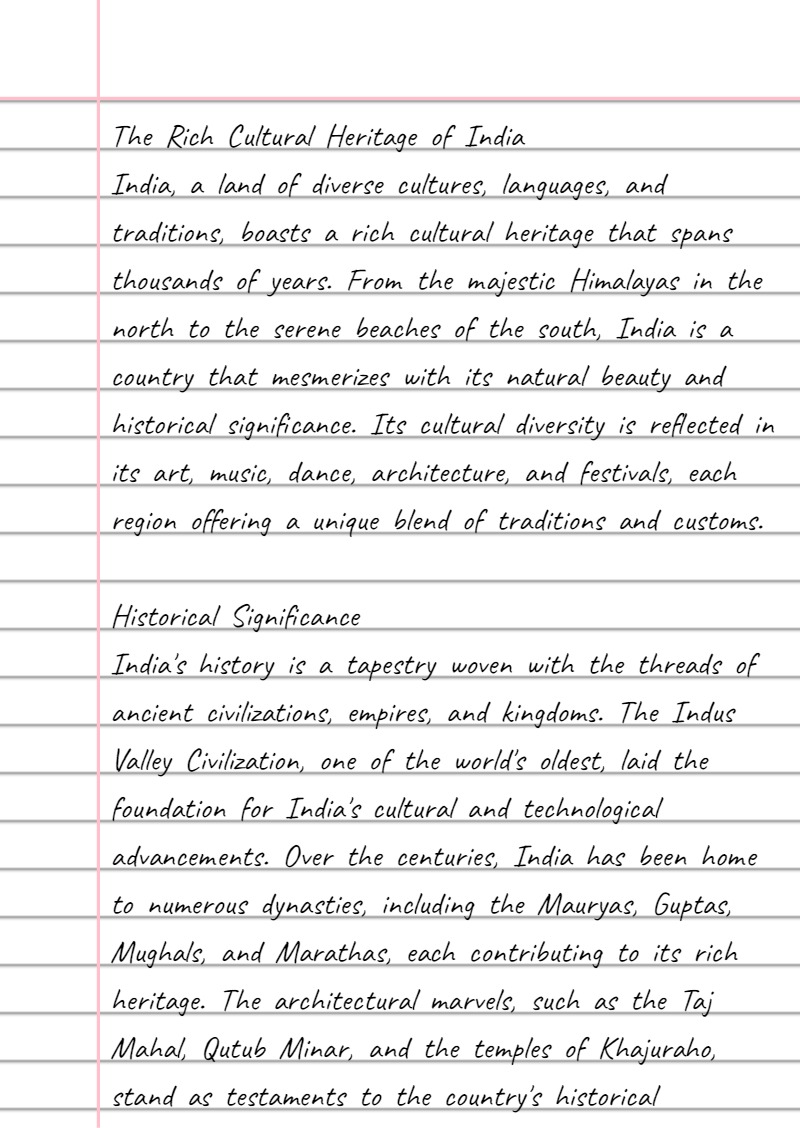 The Rich Cultural Heritage of India
India, a land of diverse cultures, languages, and
traditions, boasts a rich cultural heritage that spans
thousands of years. From the majestic Himalayas in the
north to the serene beaches of the south, India is a
country that mesmerizes with its natural beauty and
historical significance. Its cultural diversity is reflected in
its art, music, dance, architecture, and festivals, each
region offering a unique blend of traditions and customs.

Historical Significance
India's history is a tapestry woven with the threads of
ancient civilizations, empires, and kingdoms. The Indus
Valley Civilization, one of the world's oldest, laid the
foundation for India's cultural and technological
advancements. Over the centuries, India has been home
to numerous dynasties, including the Mauryas, Guptas,
Mughals, and Marathas, each contributing to its rich
heritage. The architectural marvels, such as the Taj
Mahal, Qutub Minar, and the temples of Khajuraho,
stand as testaments to the country's historical